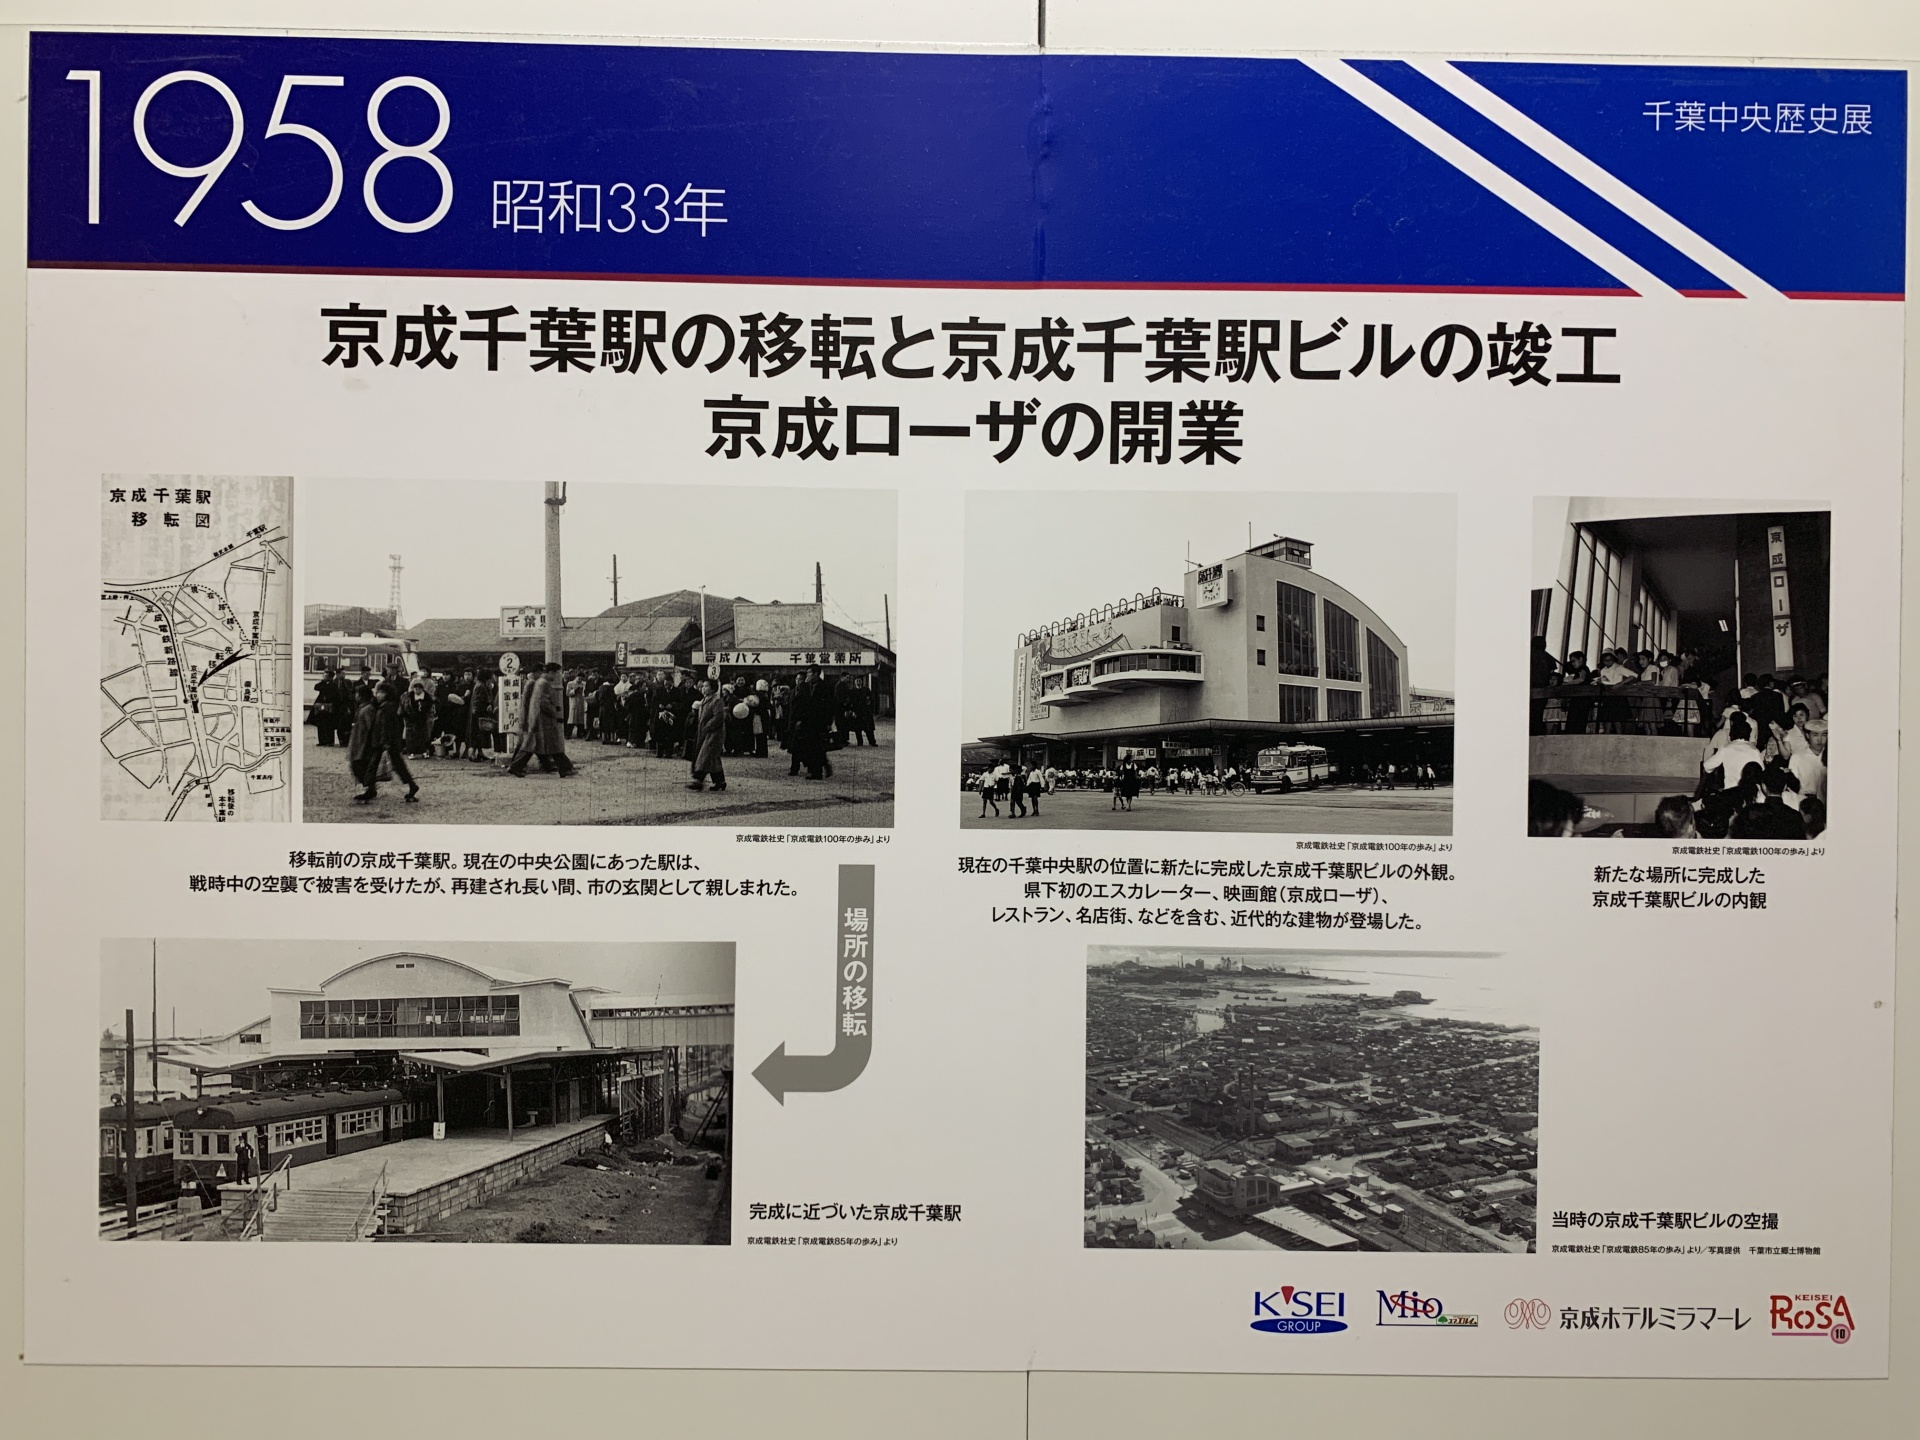 1958 昭和33年
千葉中央歴史展
京成千葉駅の移転と京成千葉駅ビルの竣工
京成ローザの開業
京成千葉駅
移転図
千葉駅
京成電鉄新路線
京成千葉駅
移転先
京成バス 千葉営業所
2
京成ローザ
京成電鉄社史「京成電鉄100年の歩み」より
移転前の京成千葉駅。現在の中央公園にあった駅は、
戦時中の空襲で被害を受けたが、再建され長い間、市の玄関として親しまれた。
京成電鉄社史「京成電鉄100年の歩み」より
現在の千葉中央駅の位置に新たに完成した京成千葉駅ビルの外観。
県下初のエスカレーター、映画館（京成ローザ）、
レストラン、名店街、などを含む、近代的な建物が登場した。
京成電鉄社史「京成電鉄100年の歩み」より
新たな場所に完成した
京成千葉駅ビルの内観
場所の移転
完成に近づいた京成千葉駅
京成電鉄社史「京成電鉄85年の歩み」より
当時の京成千葉駅ビルの空撮
京成電鉄社史「京成電鉄85年の歩み」より／写真提供 千葉市立郷土博物館
K'SEI GROUP
Mio
京成ホテルミラマーレ
KEISEI ROSA 10